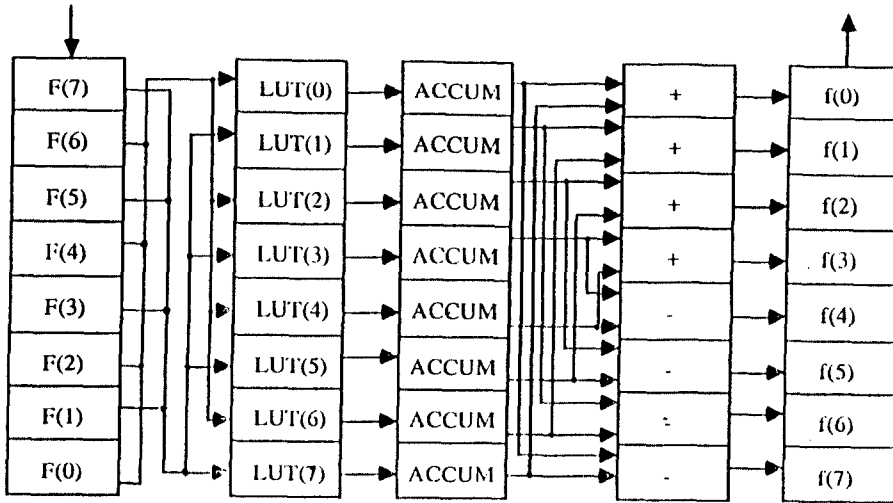 F(7) LUT(0) ACCUM + f(0)
F(6) LUT(1) ACCUM + f(1)
F(5) LUT(2) ACCUM + f(2)
F(4) LUT(3) ACCUM + f(3)
F(3) LUT(4) ACCUM - f(4)
F(2) LUT(5) ACCUM - f(5)
F(1) LUT(6) ACCUM - f(6)
F(0) LUT(7) ACCUM - f(7)